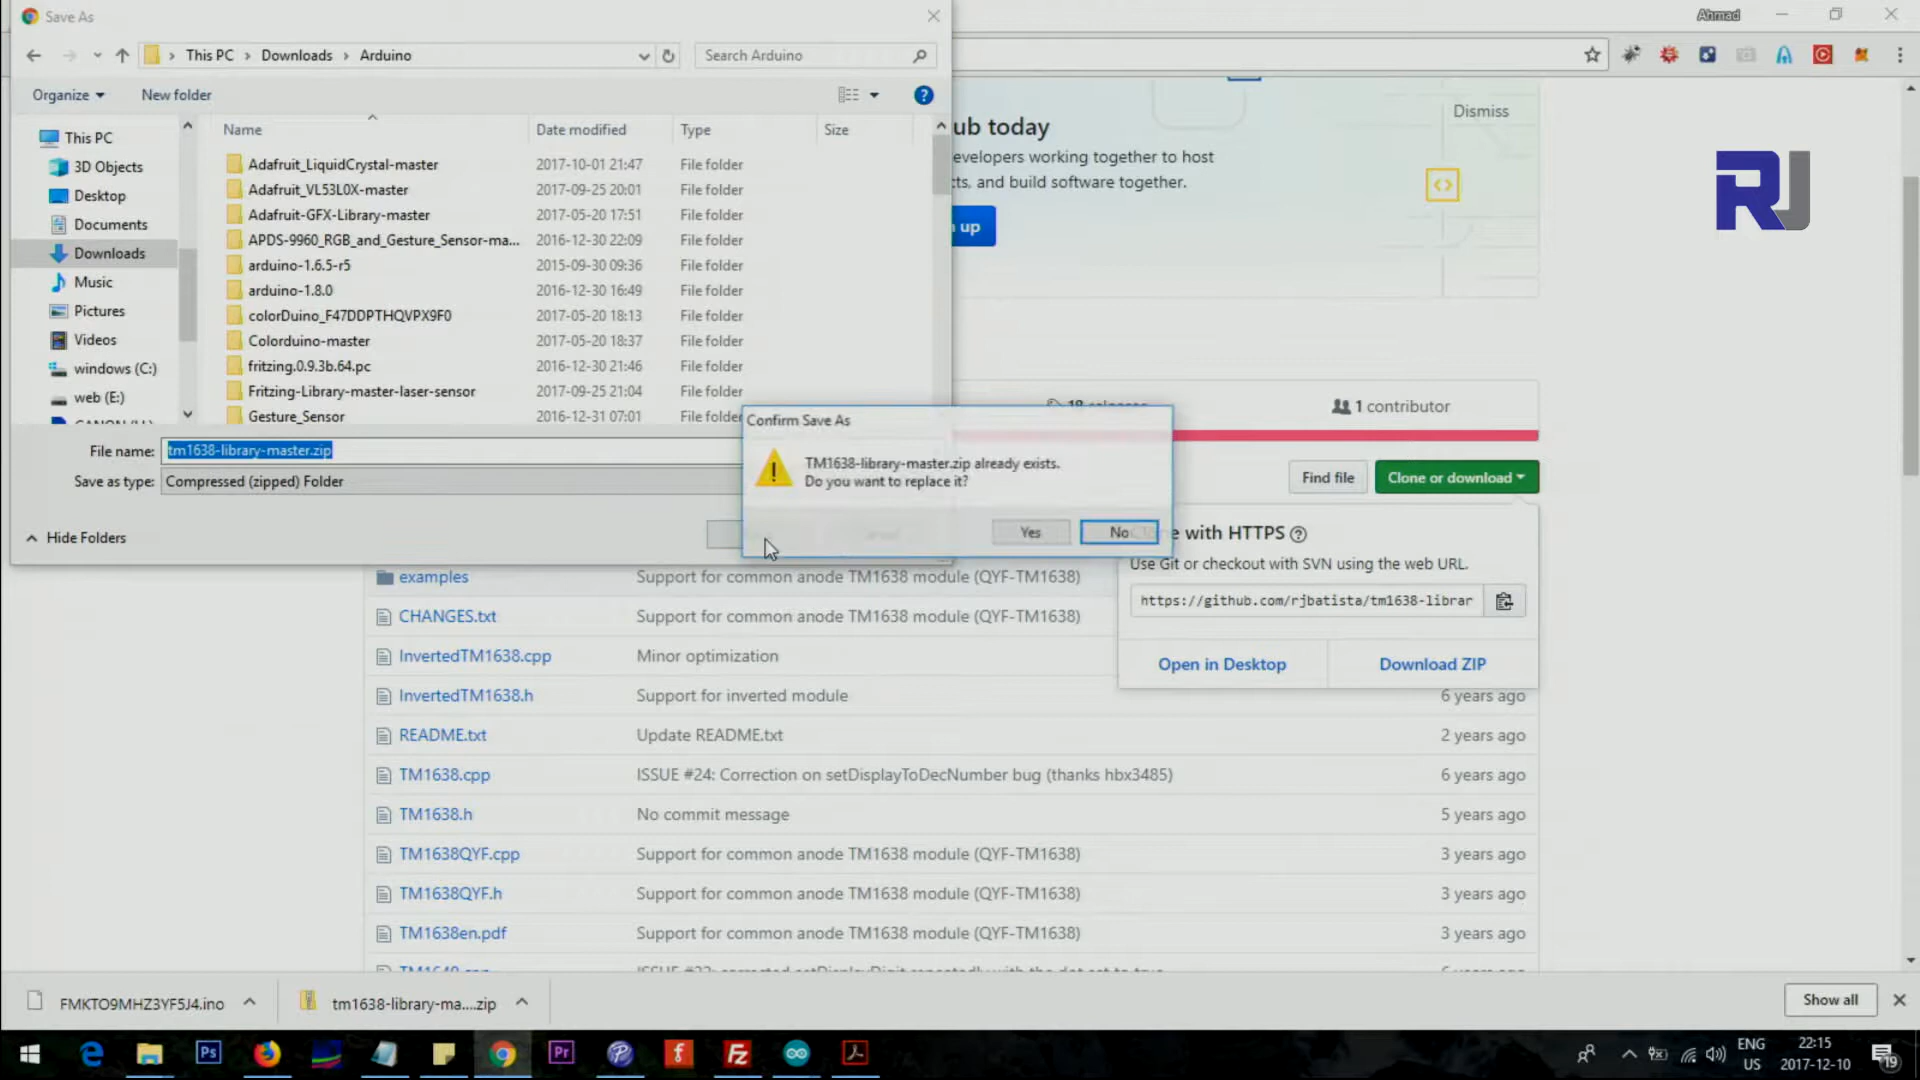 Save As
Ahmad
This PC
Downloads
Arduino
Search Arduino
Organize
New folder
Name
Date modified
Type
Size
This PC
3D Objects
Desktop
Documents
Downloads
Music
Pictures
Videos
windows (C:)
web (E:)
Adafruit_LiquidCrystal-master 2017-10-01 21:47 File folder
Adafruit_VL53L0X-master 2017-09-25 20:01 File folder
Adafruit-GFX-Library-master 2017-05-20 17:51 File folder
APDS-9960_RGB_and_Gesture_Sensor-ma... 2016-12-30 22:09 File folder
arduino-1.6.5-r5 2015-09-30 09:36 File folder
arduino-1.8.0 2016-12-30 16:49 File folder
colorDuino_F47DDPTHQVPX9F0 2017-05-20 18:13 File folder
Colorduino-master 2017-05-20 18:37 File folder
fritzing.0.9.3b.64.pc 2016-12-30 21:46 File folder
Fritzing-Library-master-laser-sensor 2017-09-25 21:04 File folder
Gesture_Sensor 2016-12-31 07:01 File folder
File name: tm1638-library-master.zip
Save as type: Compressed (zipped) Folder
Hide Folders
Confirm Save As
TM1638-library-master.zip already exists.
Do you want to replace it?
Yes
No
ub today
evelopers working together to host
cts, and build software together.
up
Dismiss
RJ
1 contributor
Find file
Clone or download
e with HTTPS
Use Git or checkout with SVN using the web URL.
https://github.com/rjbatista/tm1638-librar
Open in Desktop
Download ZIP
examples Support for common anode TM1638 module (QYF-TM1638)
CHANGES.txt Support for common anode TM1638 module (QYF-TM1638)
InvertedTM1638.cpp Minor optimization
InvertedTM1638.h Support for inverted module 6 years ago
README.txt Update README.txt 2 years ago
TM1638.cpp ISSUE #24: Correction on setDisplayToDecNumber bug (thanks hbx3485) 6 years ago
TM1638.h No commit message 5 years ago
TM1638QYF.cpp Support for common anode TM1638 module (QYF-TM1638) 3 years ago
TM1638QYF.h Support for common anode TM1638 module (QYF-TM1638) 3 years ago
TM1638en.pdf Support for common anode TM1638 module (QYF-TM1638) 3 years ago
FMKTO9MHZ3YF5J4.ino
tm1638-library-ma....zip
Show all
Ps
Pr
ENG
US
22:15
2017-12-10
19